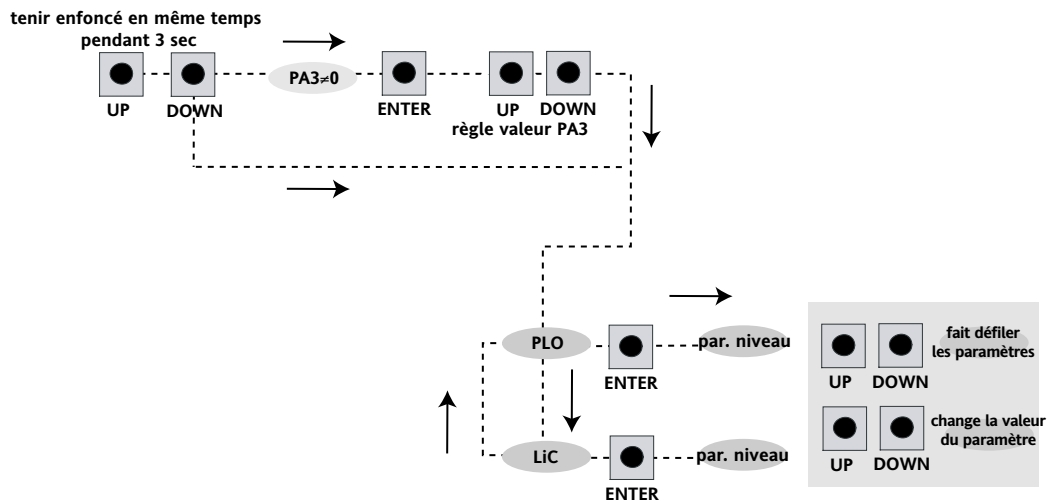 tenir enfoncé en même temps
pendant 3 sec
PA3≠0
UP
DOWN
ENTER
UP
DOWN
règle valeur PA3
PLO
ENTER
par. niveau
fait défiler
les paramètres
UP
DOWN
LiC
ENTER
par. niveau
change la valeur
du paramètre
UP
DOWN